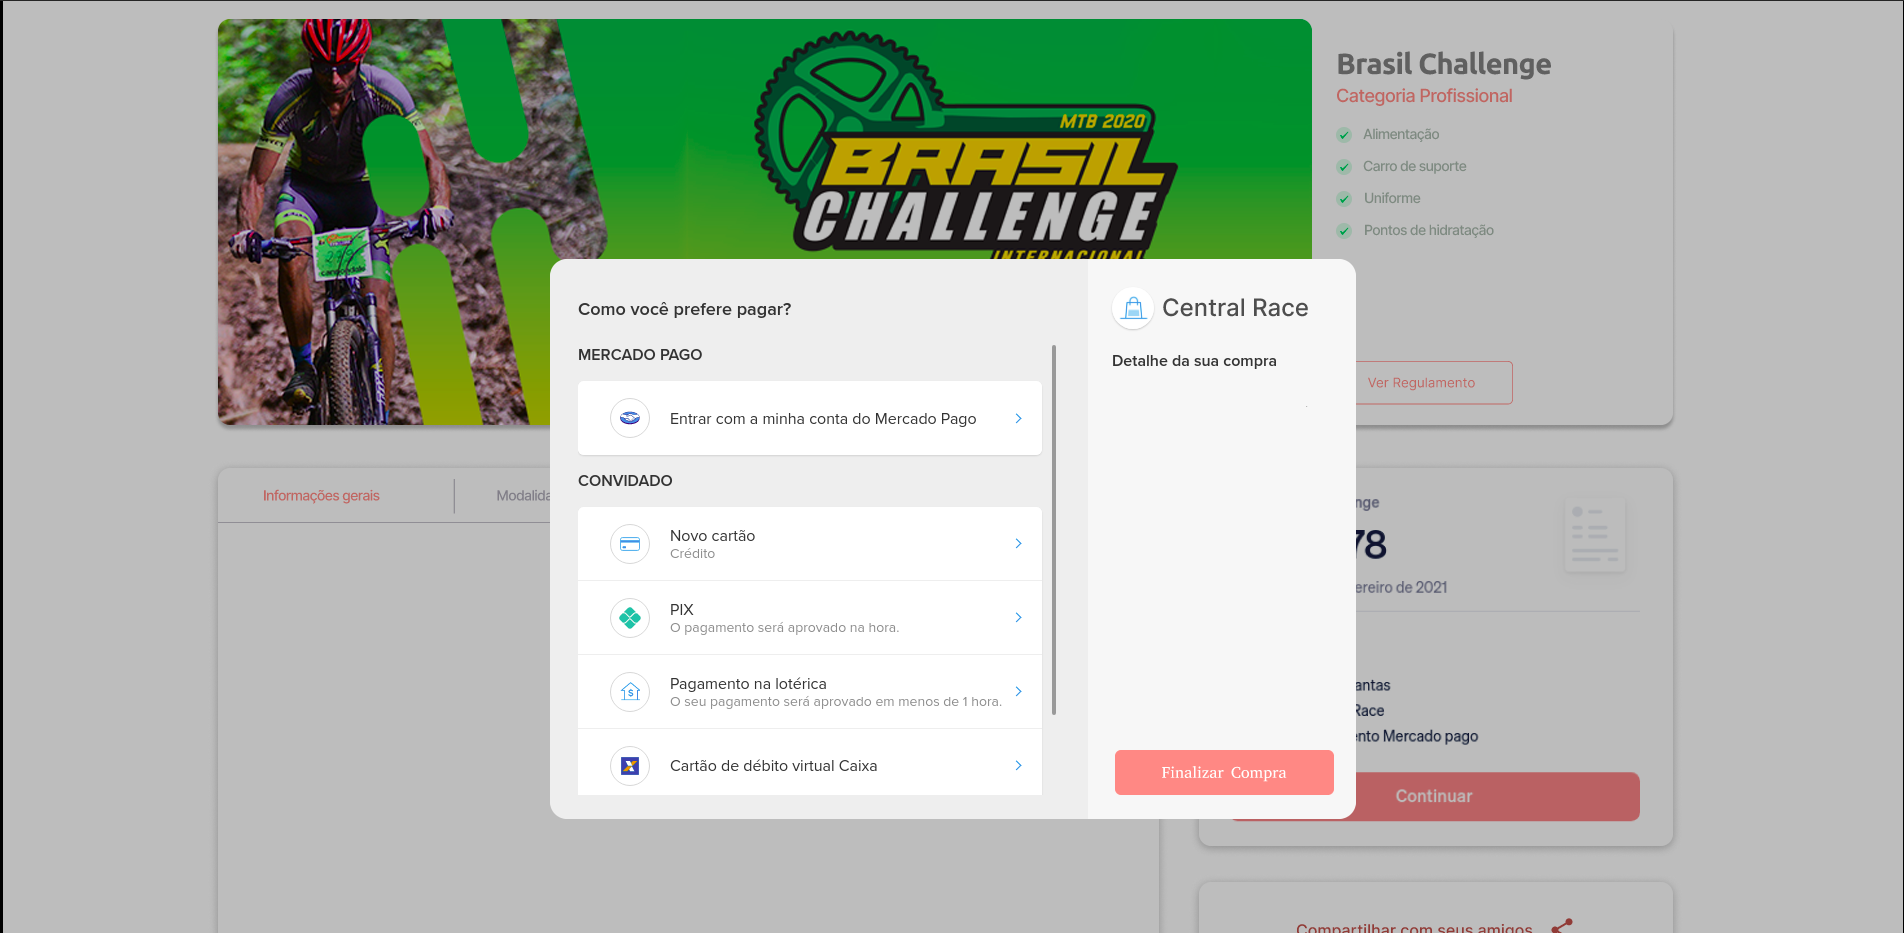 MTB 2020
BRASIL
CHALLENGE
INTERNACIONAL
Brasil Challenge
Categoria Profissional
Alimentação
Carro de suporte
Uniforme
Pontos de hidratação
Ver Regulamento
Como você prefere pagar?
MERCADO PAGO
Entrar com a minha conta do Mercado Pago
CONVIDADO
Novo cartão
Crédito
PIX
O pagamento será aprovado na hora.
Pagamento na lotérica
O seu pagamento será aprovado em menos de 1 hora.
Cartão de débito virtual Caixa
Central Race
Detalhe da sua compra
Finalizar Compra
Informações gerais
Modalida
nge
78
ereiro de 2021
antas
Race
nto Mercado pago
Continuar
Compartilhar com seus amigos